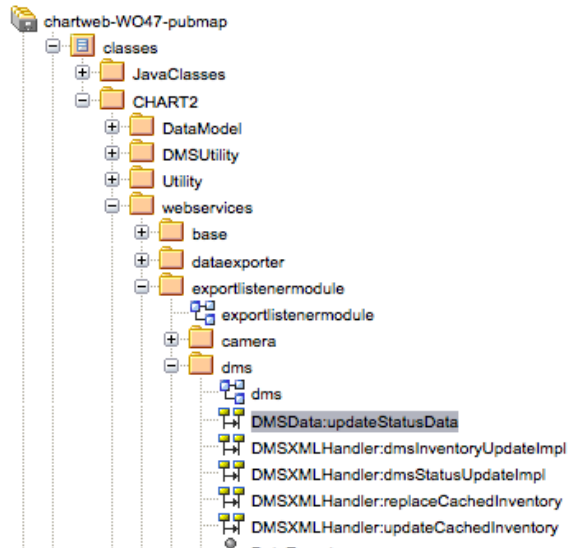 chartweb-WO47-pubmap
classes
JavaClasses
CHART2
DataModel
DMSUtility
Utility
webservices
base
dataexporter
exportlistenermodule
exportlistenermodule
camera
dms
dms
DMSData:updateStatusData
DMSXMLHandler:dmsInventoryUpdateImpl
DMSXMLHandler:dmsStatusUpdateImpl
DMSXMLHandler:replaceCachedInventory
DMSXMLHandler:updateCachedInventory